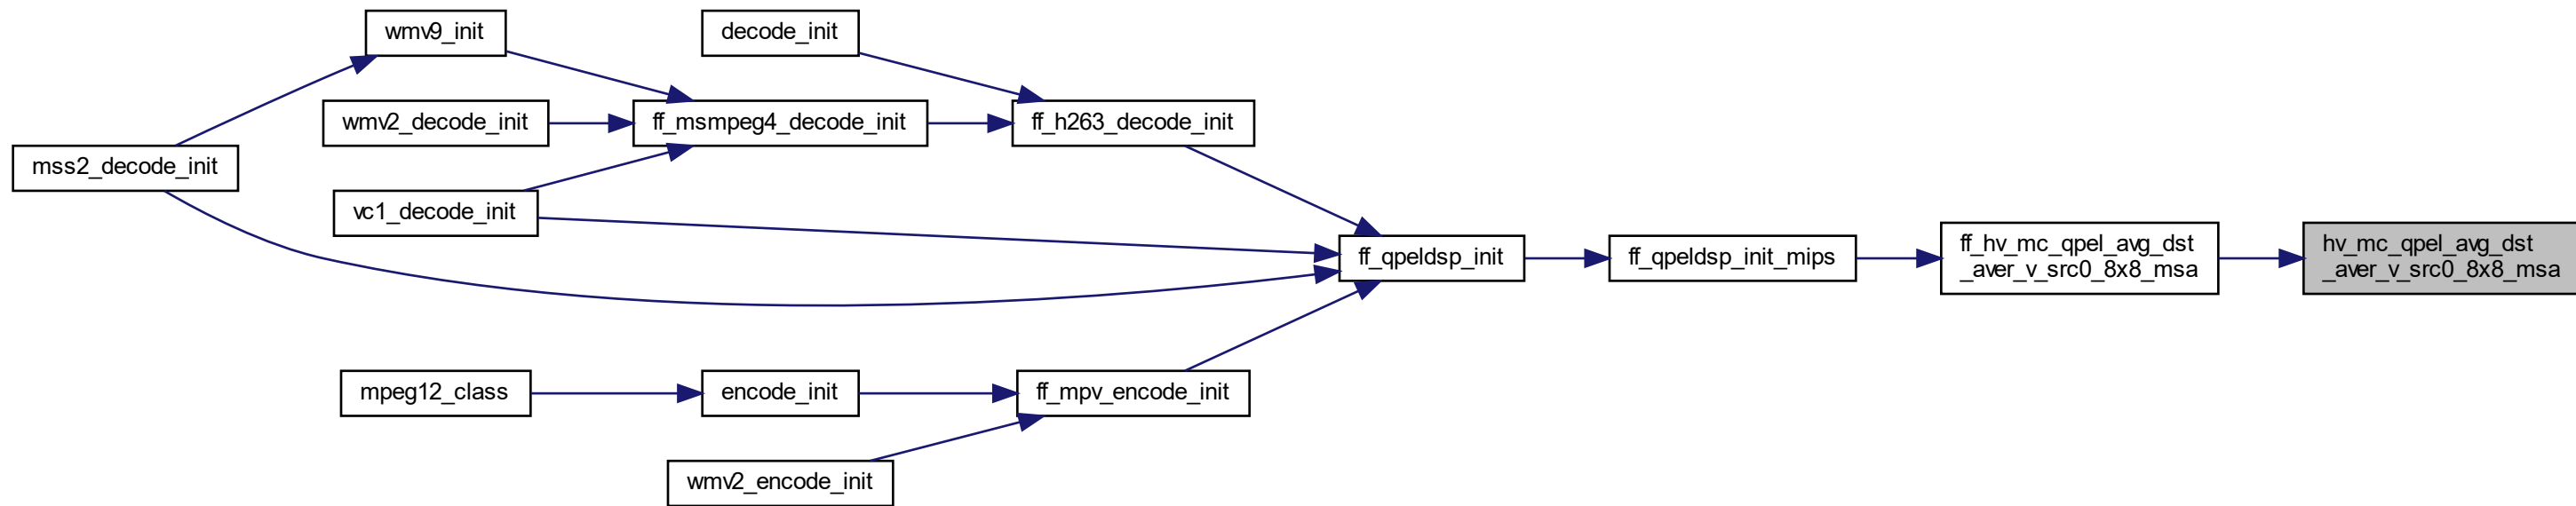 wmv9_init
decode_init
wmv2_decode_init
ff_msmpeg4_decode_init
ff_h263_decode_init
mss2_decode_init
vc1_decode_init
ff_qpeldsp_init
ff_qpeldsp_init_mips
ff_hv_mc_qpel_avg_dst
_aver_v_src0_8x8_msa
hv_mc_qpel_avg_dst
_aver_v_src0_8x8_msa
mpeg12_class
encode_init
ff_mpv_encode_init
wmv2_encode_init